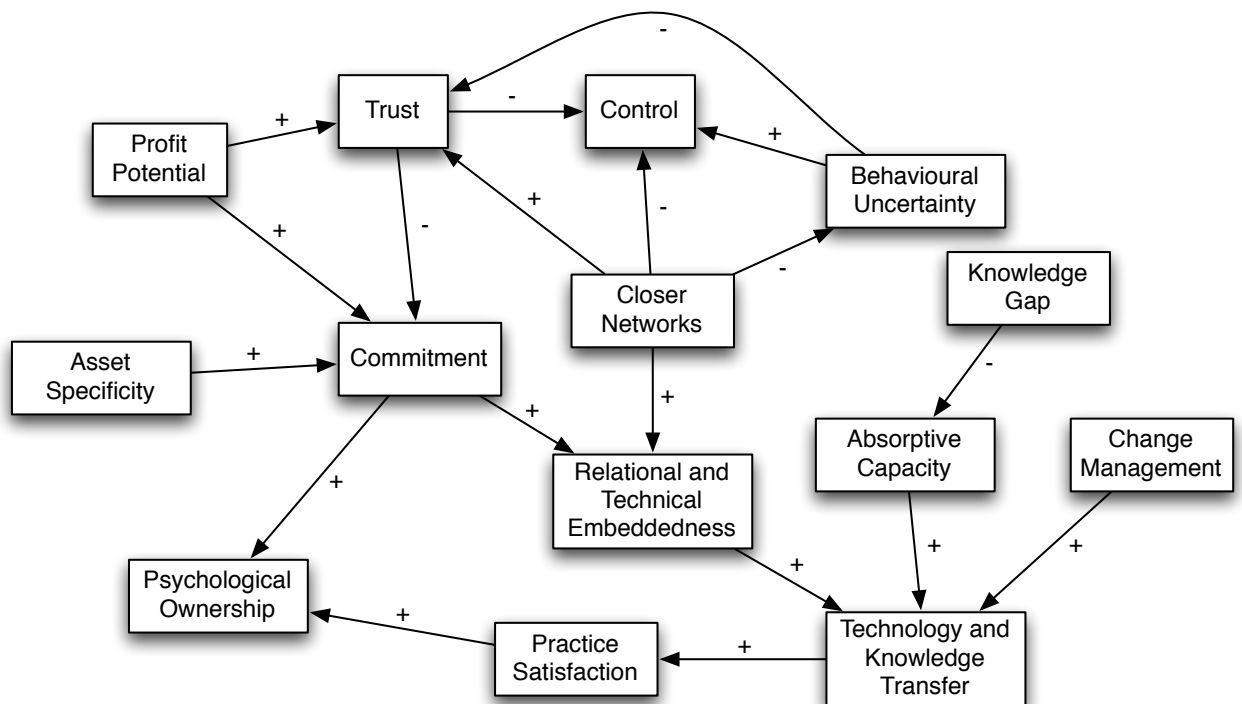 -
Trust
-
Control
+
Profit
Potential
+
Behavioural
Uncertainty
+
+
-
-
-
Knowledge
Gap
Closer
Networks
Asset
Specificity
+
Commitment
-
+
+
Absorptive
Capacity
Change
Management
+
Relational and
Technical
Embeddedness
+
+
+
Psychological
Ownership
+
+
Practice
Satisfaction
+
Technology and
Knowledge
Transfer